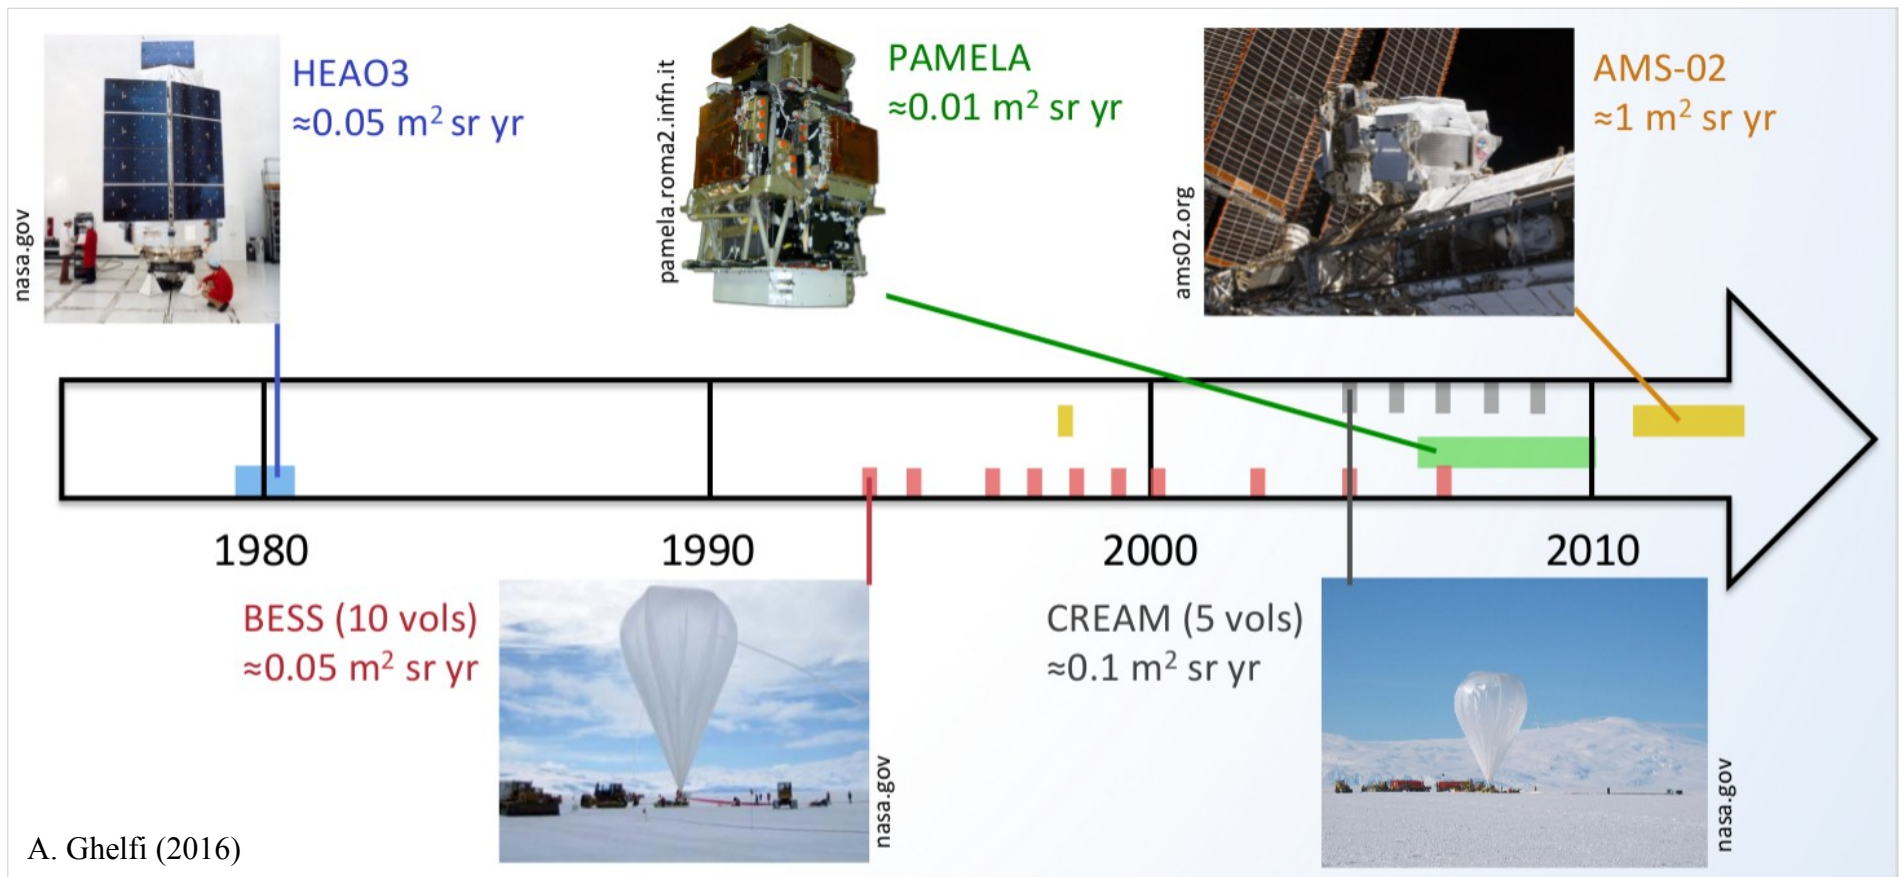 HEAO3
≈0.05 m² sr yr
nasa.gov
PAMELA
≈0.01 m² sr yr
pamela.roma2.infn.it
AMS-02
≈1 m² sr yr
ams02.org
1980
1990
2000
2010
BESS (10 vols)
≈0.05 m² sr yr
nasa.gov
CREAM (5 vols)
≈0.1 m² sr yr
nasa.gov
A. Ghelfi (2016)